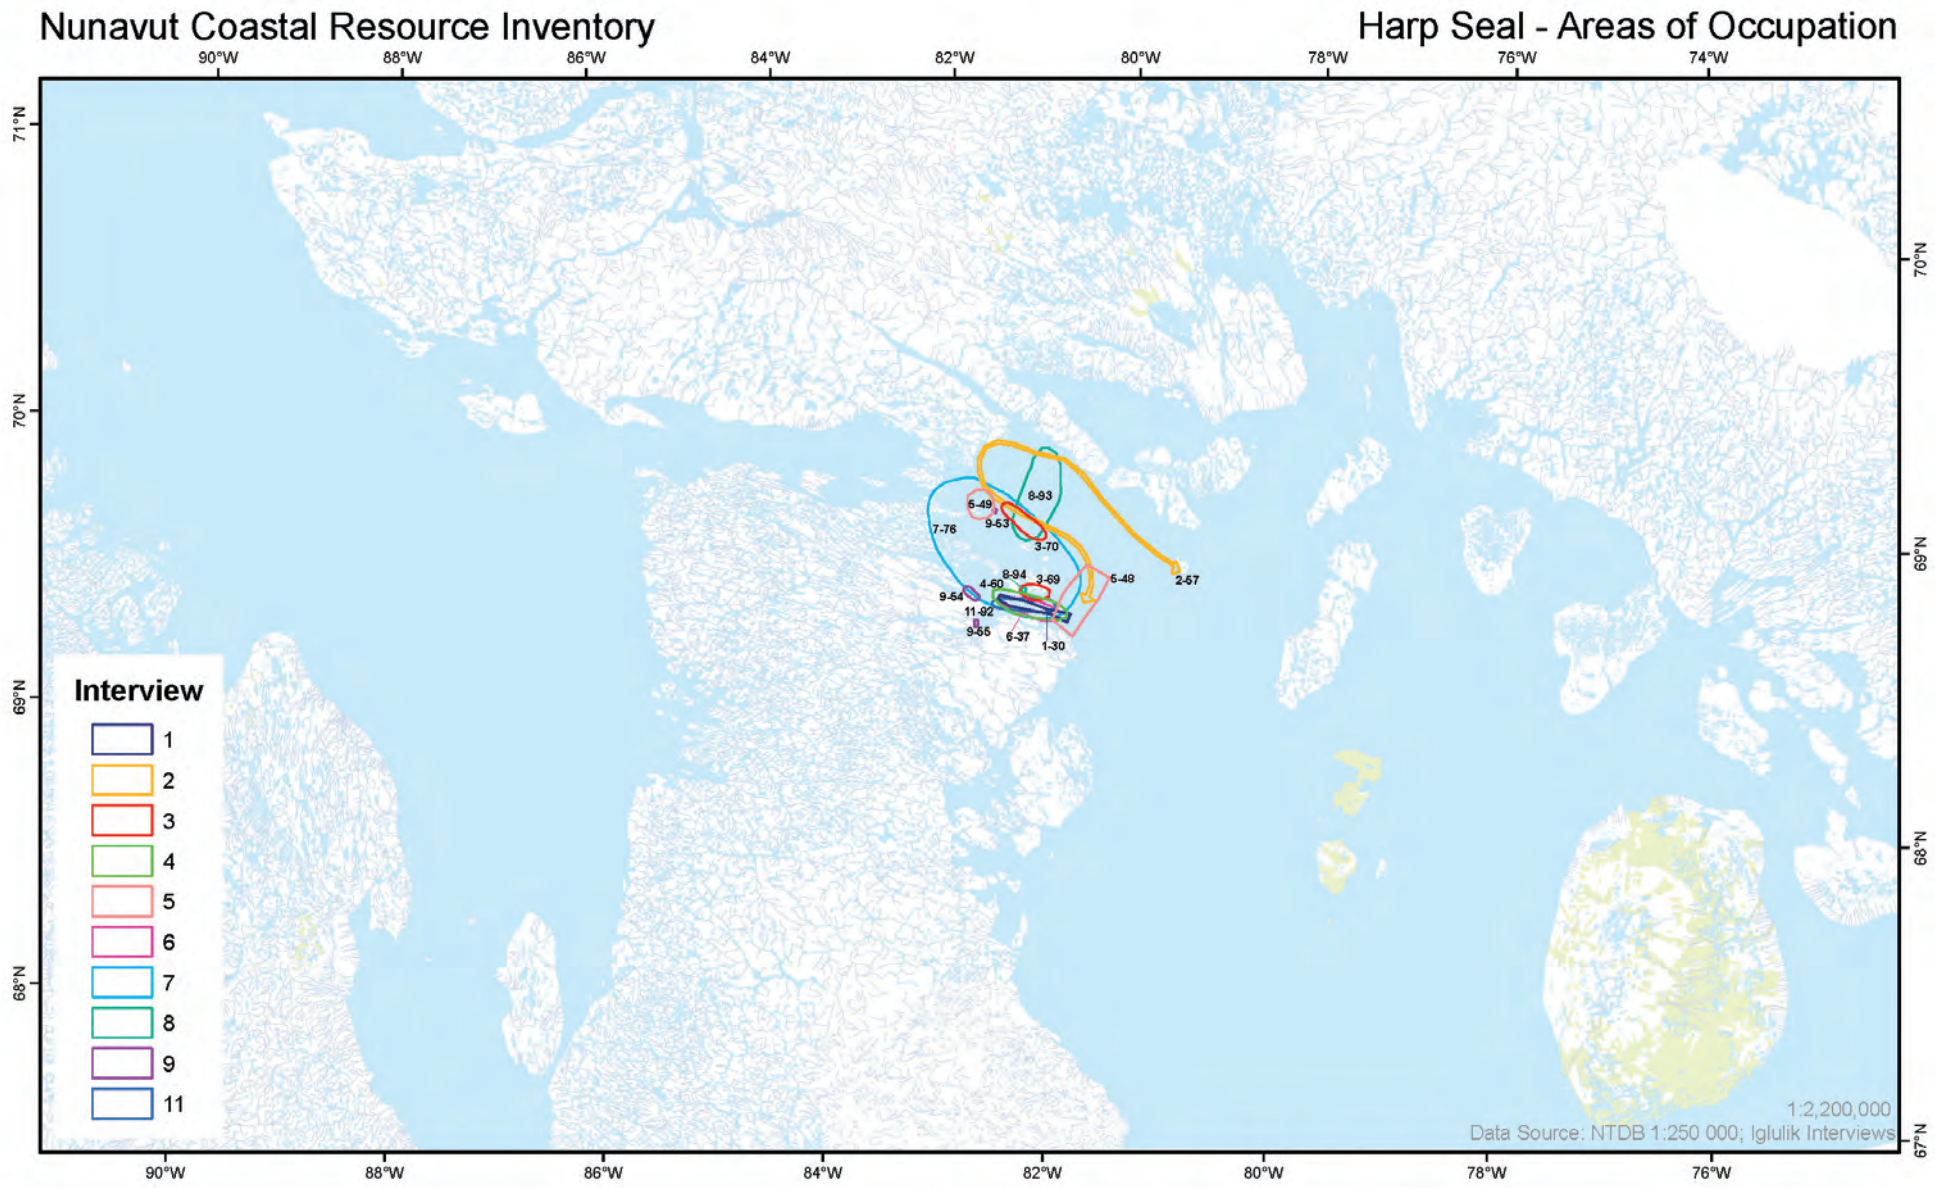 Nunavut Coastal Resource Inventory
Harp Seal - Areas of Occupation
90°W 88°W 86°W 84°W 82°W 80°W 78°W 76°W 74°W
71°N
70°N
69°N
68°N
70°N
69°N
68°N
67°N
8-93
5-49
9-53
7-76
3-70
8-94
3-69
5-48
2-57
4-60
9-54
11-92
9-55
6-37
1-30
Interview
1
2
3
4
5
6
7
8
9
11
1:2,200,000
Data Source: NTDB 1:250 000; Iglulik Interviews
90°W 88°W 86°W 84°W 82°W 80°W 78°W 76°W